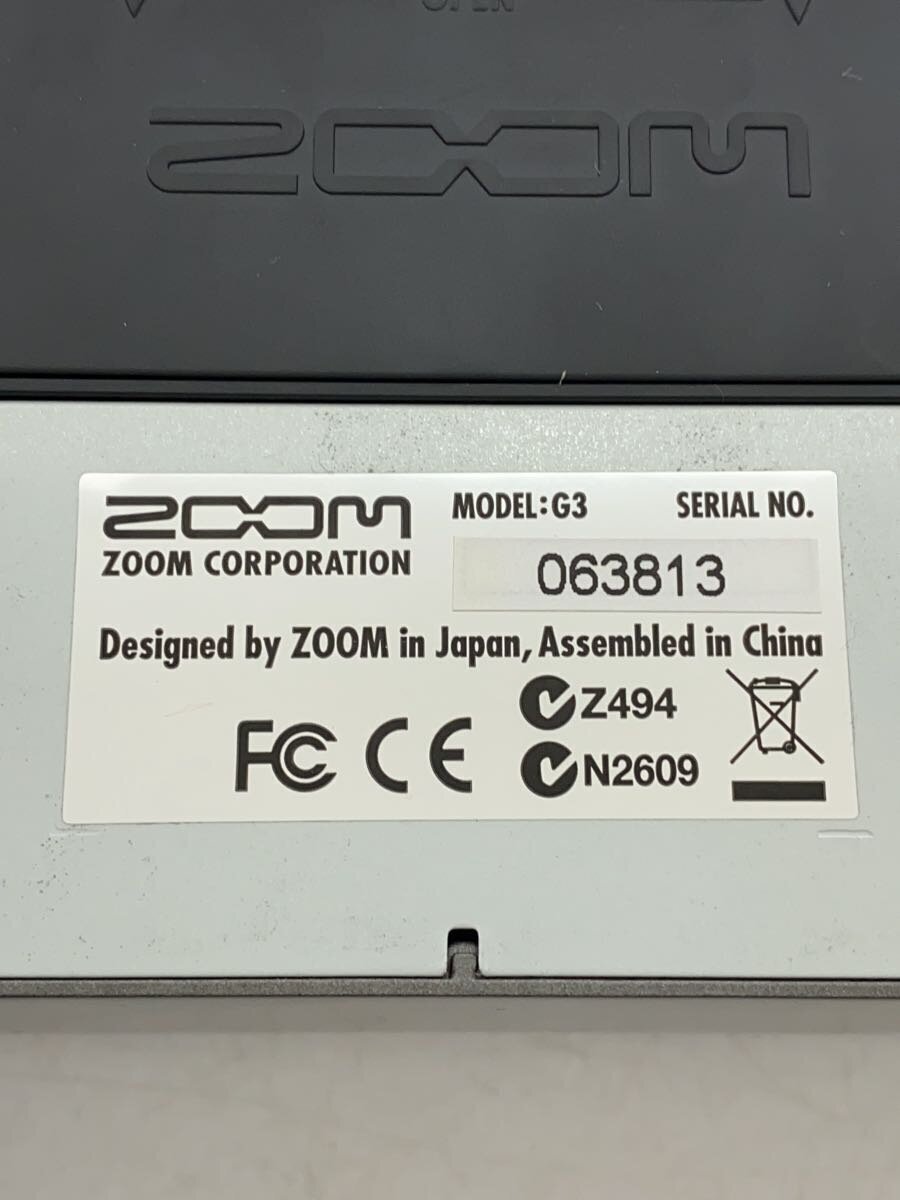 OPEN
ZOOM
ZOOM MODEL:G3 SERIAL NO.
ZOOM CORPORATION 063813
Designed by ZOOM in Japan, Assembled in China
FC CE Z494
N2609